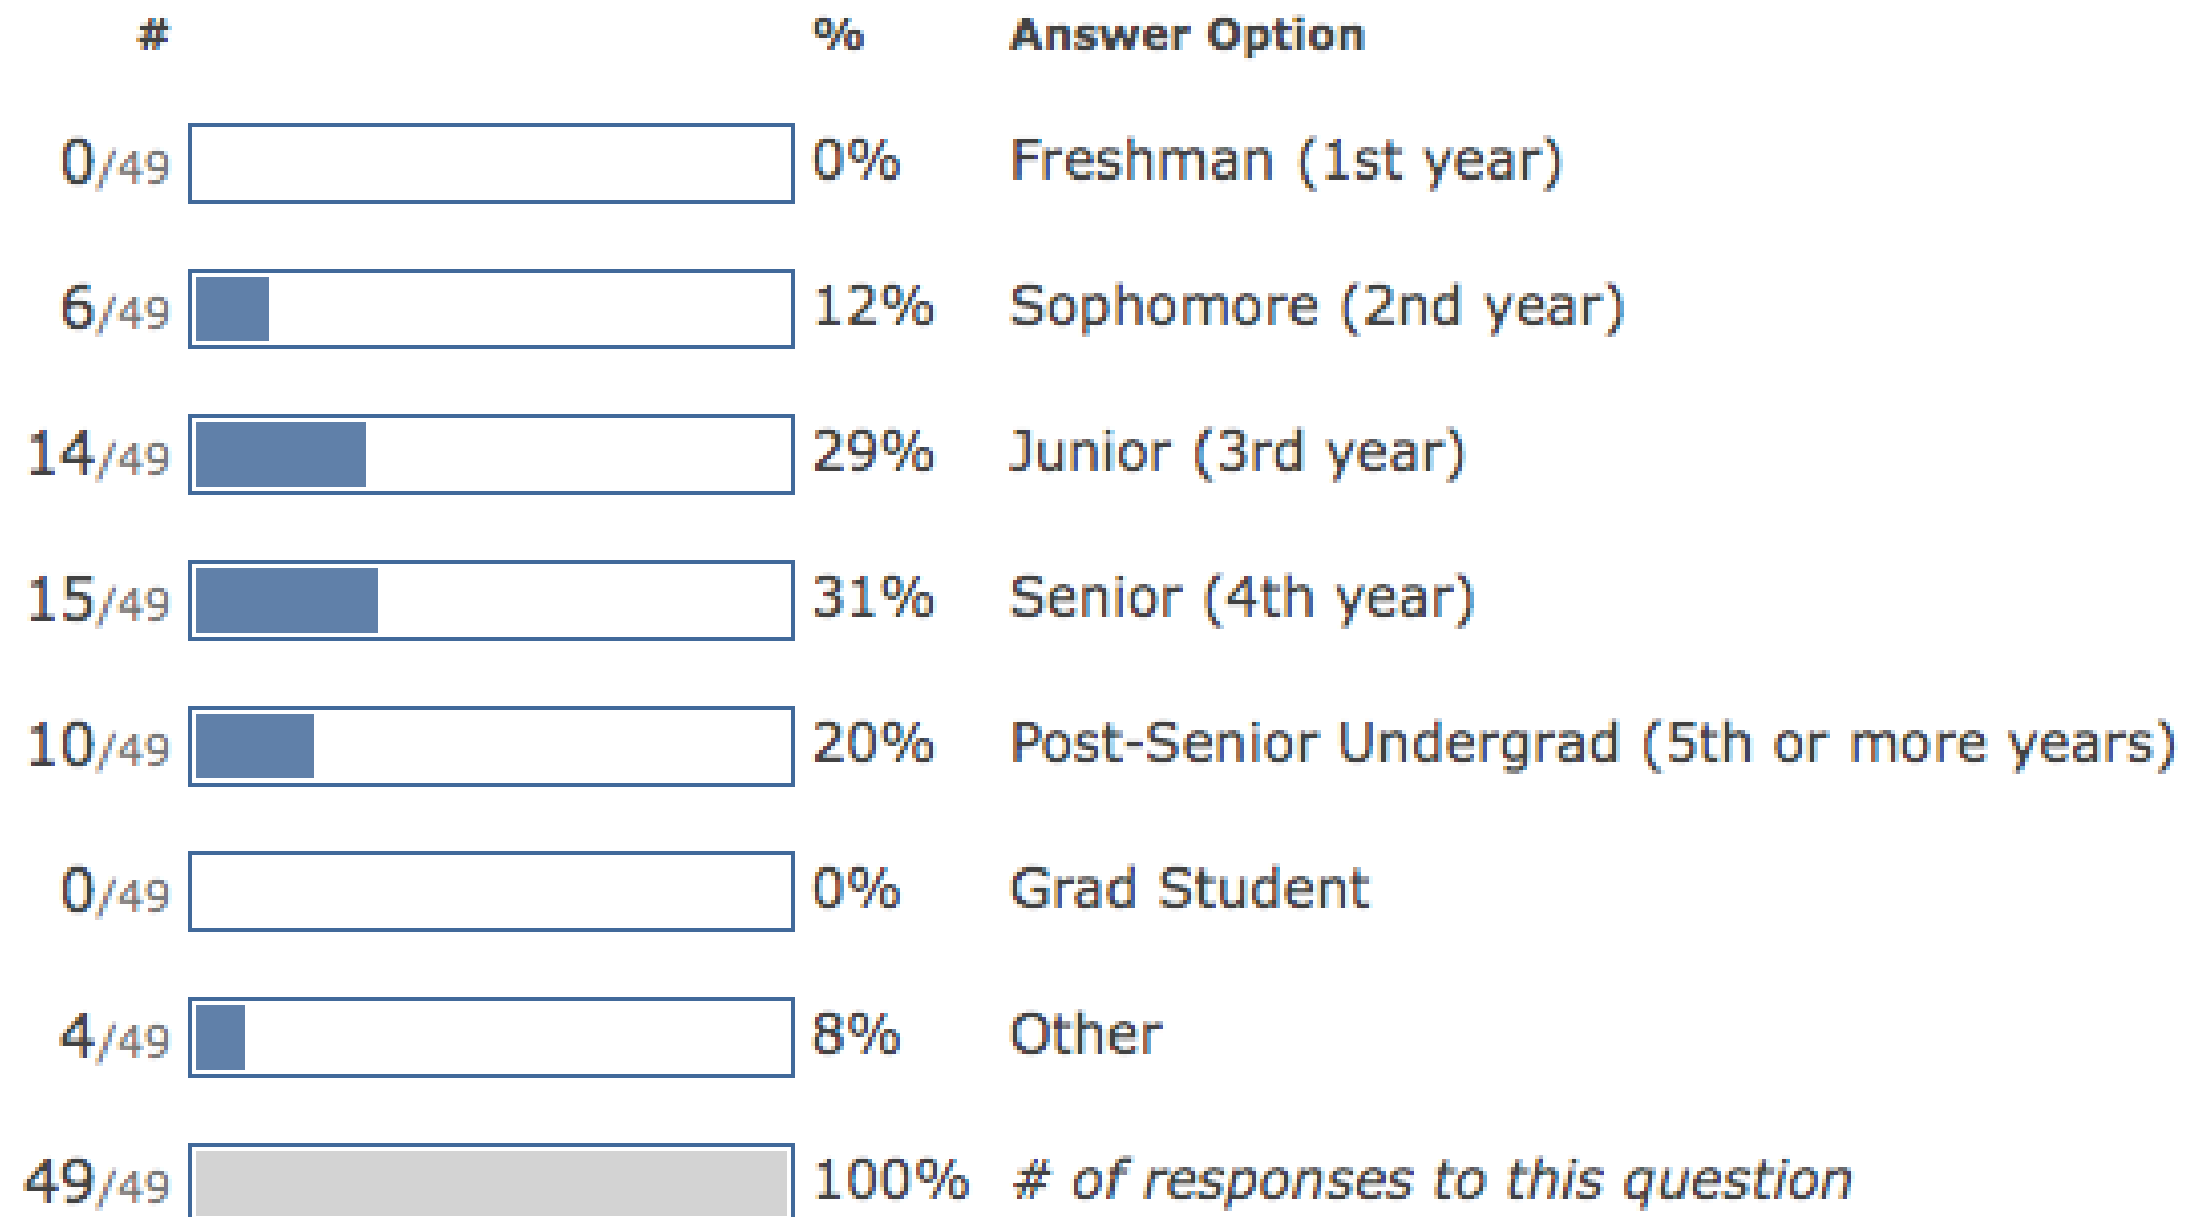 # % Answer Option
0/49 0% Freshman (1st year)
6/49 12% Sophomore (2nd year)
14/49 29% Junior (3rd year)
15/49 31% Senior (4th year)
10/49 20% Post-Senior Undergrad (5th or more years)
0/49 0% Grad Student
4/49 8% Other
49/49 100% # of responses to this question